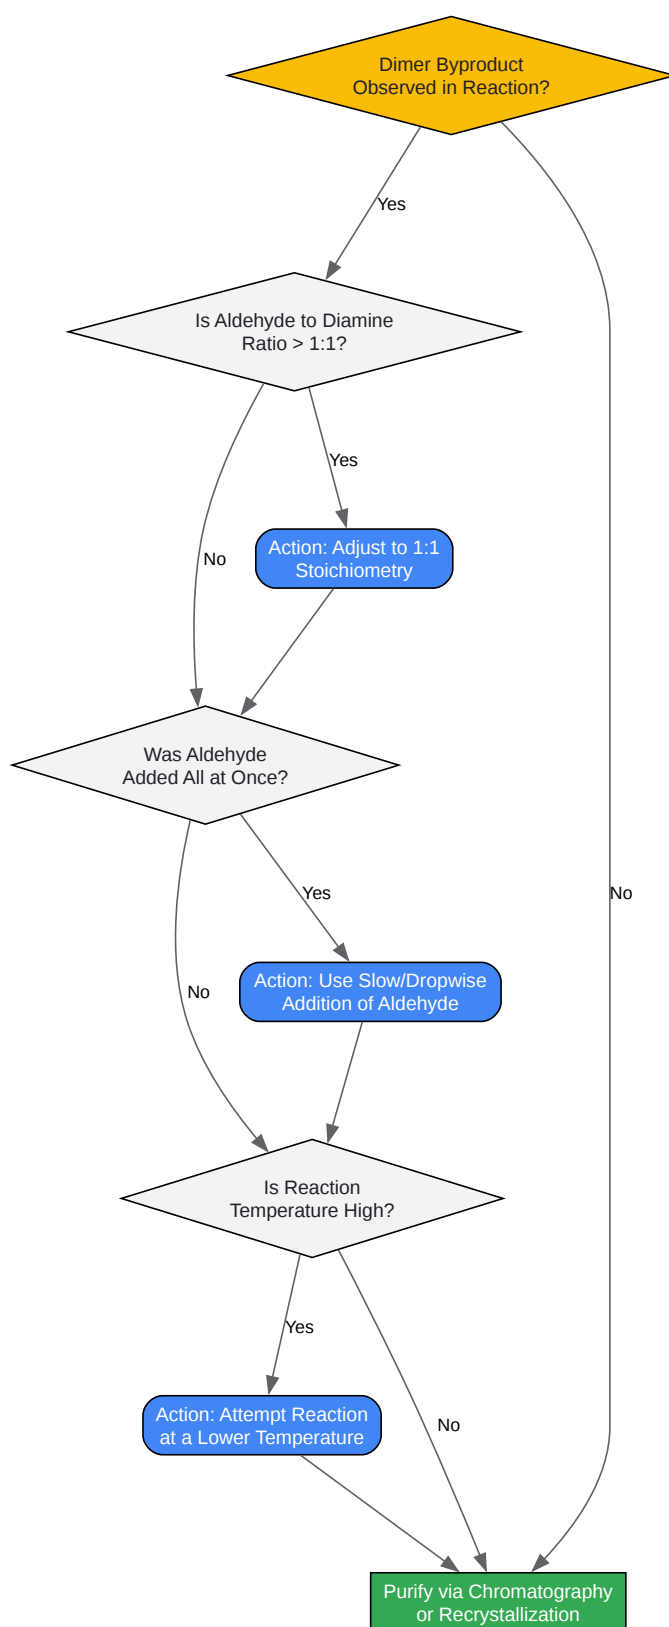 Dimer Byproduct
Observed in Reaction?
Yes
Is Aldehyde to Diamine
Ratio > 1:1?
Yes
Action: Adjust to 1:1
Stoichiometry
No
Was Aldehyde
Added All at Once?
Yes
No
Action: Use Slow/Dropwise
Addition of Aldehyde
No
Is Reaction
Temperature High?
Yes
Action: Attempt Reaction
at a Lower Temperature
No
Purify via Chromatography
or Recrystallization